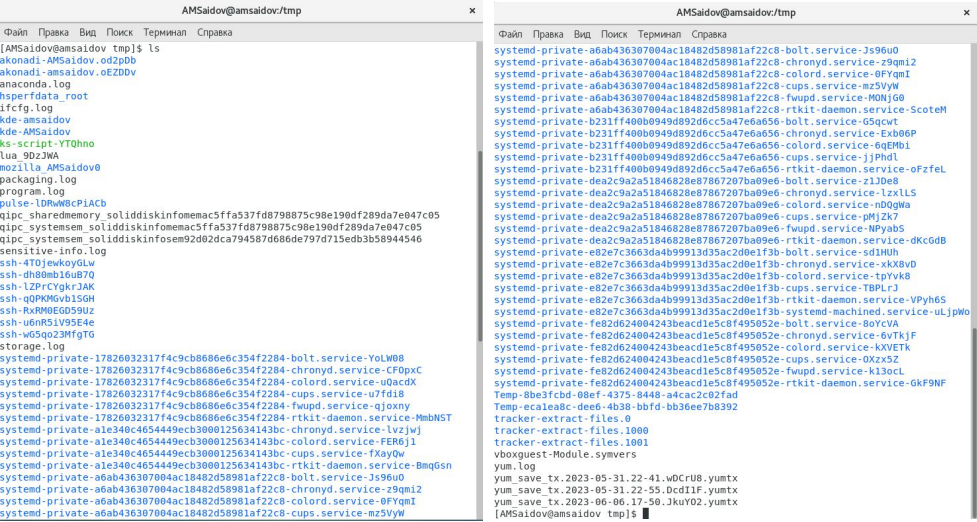 AMSaidov@amsaidov:/tmp ×
Файл Правка Вид Поиск Терминал Справка
[AMSaidov@amsaidov tmp]$ ls
akonadi-AMSaidov.od2pDb
akonadi-amsaidov.oEZDDv
anaconda.log
hsperfdata_root
ifcfg.log
kde-amsaidov
kde-AMSaidov
ks-script-YTQhno
lua_9DzJWA
mozilla_AMSaidov0
packaging.log
program.log
pulse-lDRwW8cPiACb
qipc_sharedmemory_soliddiskinfomemac5ffa537fd8798875c98e190df289da7e047c05
qipc_systemsem_soliddiskinfomemac5ffa537fd8798875c98e190df289da7e047c05
qipc_systemsem_soliddiskinfosem92d02dca794587d686de797d715edb3b58944546
sensitive-info.log
ssh-4TOjewkoyGLw
ssh-dh80mb16uB7Q
ssh-lZPrCYgkrJAK
ssh-qQPKMGvb1SGH
ssh-RxRM0EGD59Uz
ssh-u6nR5iV95E4e
ssh-wG5qo23MfgTG
storage.log
systemd-private-17826032317f4c9cb8686e6c354f2284-bolt.service-YoLW08
systemd-private-17826032317f4c9cb8686e6c354f2284-chronyd.service-CFOpxC
systemd-private-17826032317f4c9cb8686e6c354f2284-colord.service-uQacdX
systemd-private-17826032317f4c9cb8686e6c354f2284-cups.service-u7fdi8
systemd-private-17826032317f4c9cb8686e6c354f2284-fwupd.service-qjoxny
systemd-private-17826032317f4c9cb8686e6c354f2284-rtkit-daemon.service-MmbNST
systemd-private-a1e340c4654449ecb3000125634143bc-chronyd.service-lvzjwj
systemd-private-a1e340c4654449ecb3000125634143bc-colord.service-FER6j1
systemd-private-a1e340c4654449ecb3000125634143bc-cups.service-fXayQw
systemd-private-a1e340c4654449ecb3000125634143bc-rtkit-daemon.service-BmqGsn
systemd-private-a6ab436307004ac18482d58981af22c8-bolt.service-Js96uO
systemd-private-a6ab436307004ac18482d58981af22c8-chronyd.service-z9qmi2
systemd-private-a6ab436307004ac18482d58981af22c8-colord.service-0FYqmI
systemd-private-a6ab436307004ac18482d58981af22c8-cups.service-mz5VyW
AMSaidov@amsaidov:/tmp ×
Файл Правка Вид Поиск Терминал Справка
systemd-private-a6ab436307004ac18482d58981af22c8-bolt.service-Js96uO
systemd-private-a6ab436307004ac18482d58981af22c8-chronyd.service-z9qmi2
systemd-private-a6ab436307004ac18482d58981af22c8-colord.service-0FYqmI
systemd-private-a6ab436307004ac18482d58981af22c8-cups.service-mz5VyW
systemd-private-a6ab436307004ac18482d58981af22c8-fwupd.service-MONjG0
systemd-private-a6ab436307004ac18482d58981af22c8-rtkit-daemon.service-ScoteM
systemd-private-b231ff400b0949d892d6cc5a47e6a656-bolt.service-G5qcwt
systemd-private-b231ff400b0949d892d6cc5a47e6a656-chronyd.service-Exb06P
systemd-private-b231ff400b0949d892d6cc5a47e6a656-colord.service-6qEMbi
systemd-private-b231ff400b0949d892d6cc5a47e6a656-cups.service-jjPhdl
systemd-private-b231ff400b0949d892d6cc5a47e6a656-rtkit-daemon.service-oFzfeL
systemd-private-dea2c9a2a51846828e87867207ba09e6-bolt.service-z1JDe8
systemd-private-dea2c9a2a51846828e87867207ba09e6-chronyd.service-lzxlLS
systemd-private-dea2c9a2a51846828e87867207ba09e6-colord.service-nDQgWa
systemd-private-dea2c9a2a51846828e87867207ba09e6-cups.service-pMjZk7
systemd-private-dea2c9a2a51846828e87867207ba09e6-fwupd.service-NPyabS
systemd-private-dea2c9a2a51846828e87867207ba09e6-rtkit-daemon.service-dKcGdB
systemd-private-e82e7c3663da4b99913d35ac2d0e1f3b-bolt.service-sd1HUh
systemd-private-e82e7c3663da4b99913d35ac2d0e1f3b-chronyd.service-xkX8vD
systemd-private-e82e7c3663da4b99913d35ac2d0e1f3b-colord.service-tpYvk8
systemd-private-e82e7c3663da4b99913d35ac2d0e1f3b-cups.service-TBPLrJ
systemd-private-e82e7c3663da4b99913d35ac2d0e1f3b-rtkit-daemon.service-VPyh6S
systemd-private-e82e7c3663da4b99913d35ac2d0e1f3b-systemd-machined.service-uLjpWo
systemd-private-fe82d624004243beacd1e5c8f495052e-bolt.service-8oYcVA
systemd-private-fe82d624004243beacd1e5c8f495052e-chronyd.service-6vTkjF
systemd-private-fe82d624004243beacd1e5c8f495052e-colord.service-kXVETk
systemd-private-fe82d624004243beacd1e5c8f495052e-cups.service-OXzx5Z
systemd-private-fe82d624004243beacd1e5c8f495052e-fwupd.service-k13ocL
systemd-private-fe82d624004243beacd1e5c8f495052e-rtkit-daemon.service-GkF9NF
Temp-8be3fcbd-08ef-4375-8448-a4cac2c02fad
Temp-eca1ea8c-dee6-4b38-bbfd-bb36ee7b8392
tracker-extract-files.0
tracker-extract-files.1000
tracker-extract-files.1001
vboxguest-Module.symvers
yum.log
yum_save_tx.2023-05-31.22-41.wDCrU8.yumtx
yum_save_tx.2023-05-31.22-55.DcdI1F.yumtx
yum_save_tx.2023-06-06.17-50.JkuYO2.yumtx
[AMSaidov@amsaidov tmp]$